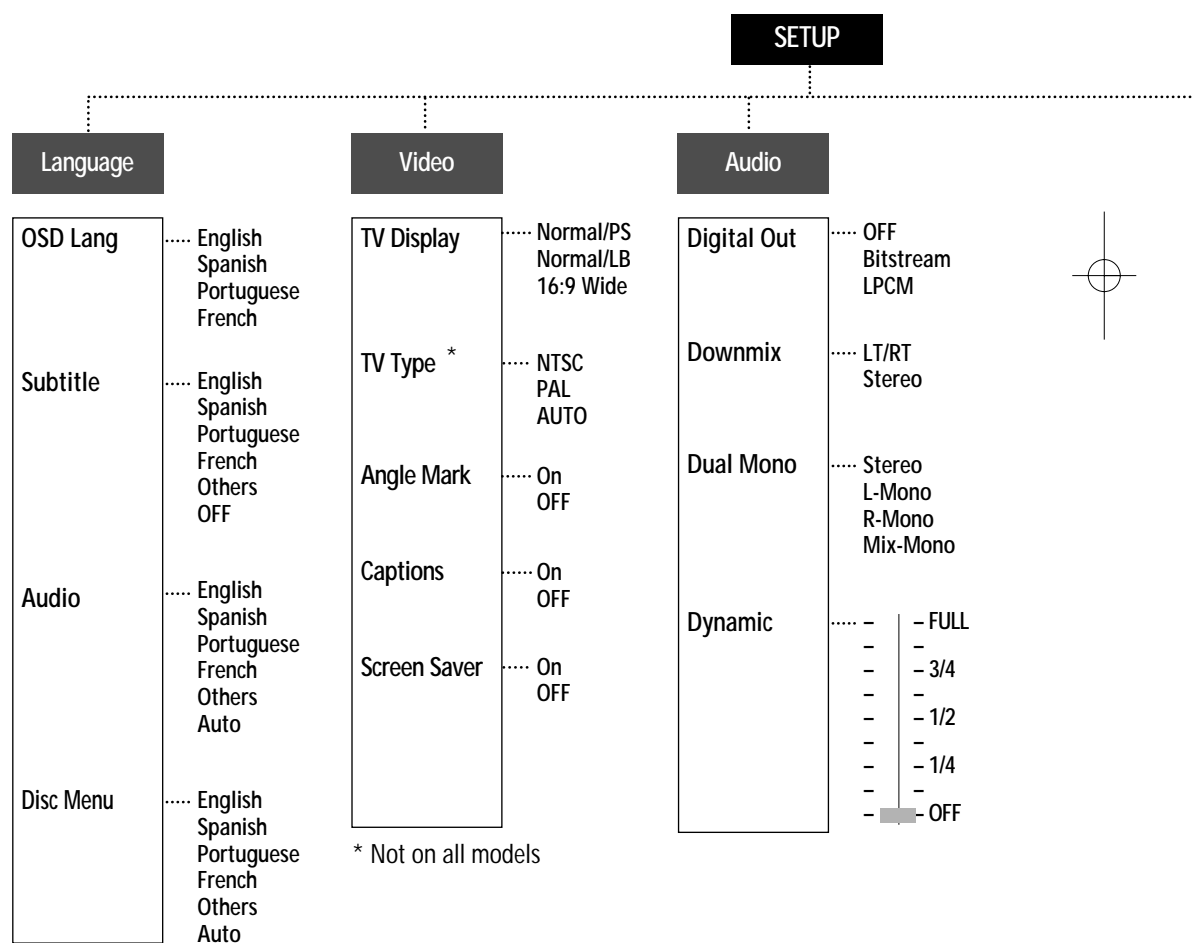 SETUP
Language
OSD Lang
English
Spanish
Portuguese
French
Subtitle
English
Spanish
Portuguese
French
Others
OFF
Audio
English
Spanish
Portuguese
French
Others
Auto
Disc Menu
English
Spanish
Portuguese
French
Others
Auto
Video
TV Display
Normal/PS
Normal/LB
16:9 Wide
TV Type *
NTSC
PAL
AUTO
Angle Mark
On
OFF
Captions
On
OFF
Screen Saver
On
OFF
* Not on all models
Audio
Digital Out
OFF
Bitstream
LPCM
Downmix
LT/RT
Stereo
Dual Mono
Stereo
L-Mono
R-Mono
Mix-Mono
Dynamic
FULL
3/4
1/2
1/4
OFF